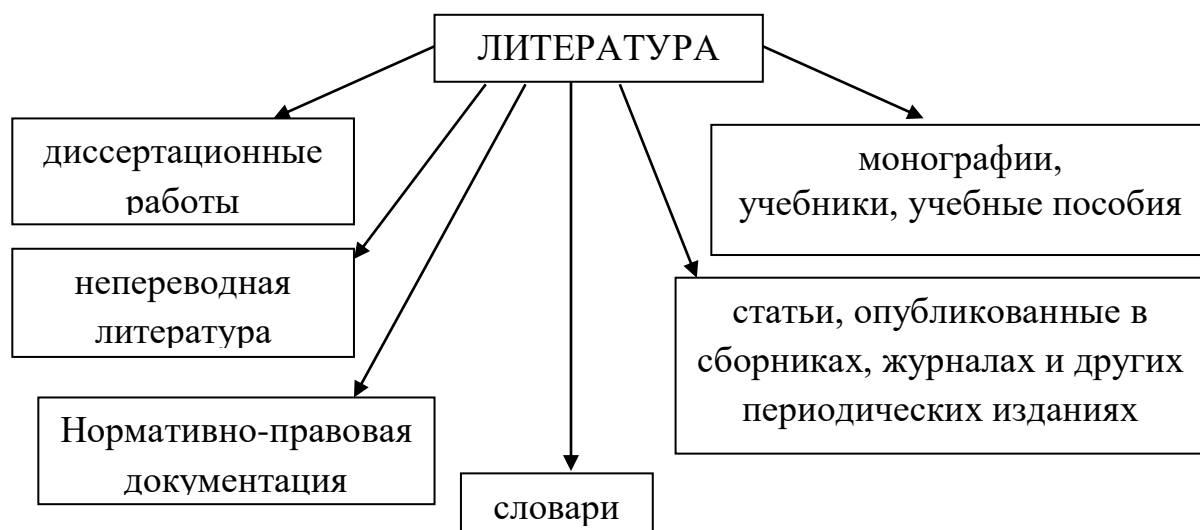 ЛИТЕРАТУРА
диссертационные
работы
монографии,
учебники, учебные пособия
непереводная
литература
статьи, опубликованные в
сборниках, журналах и других
периодических изданиях
Нормативно-правовая
документация
словари